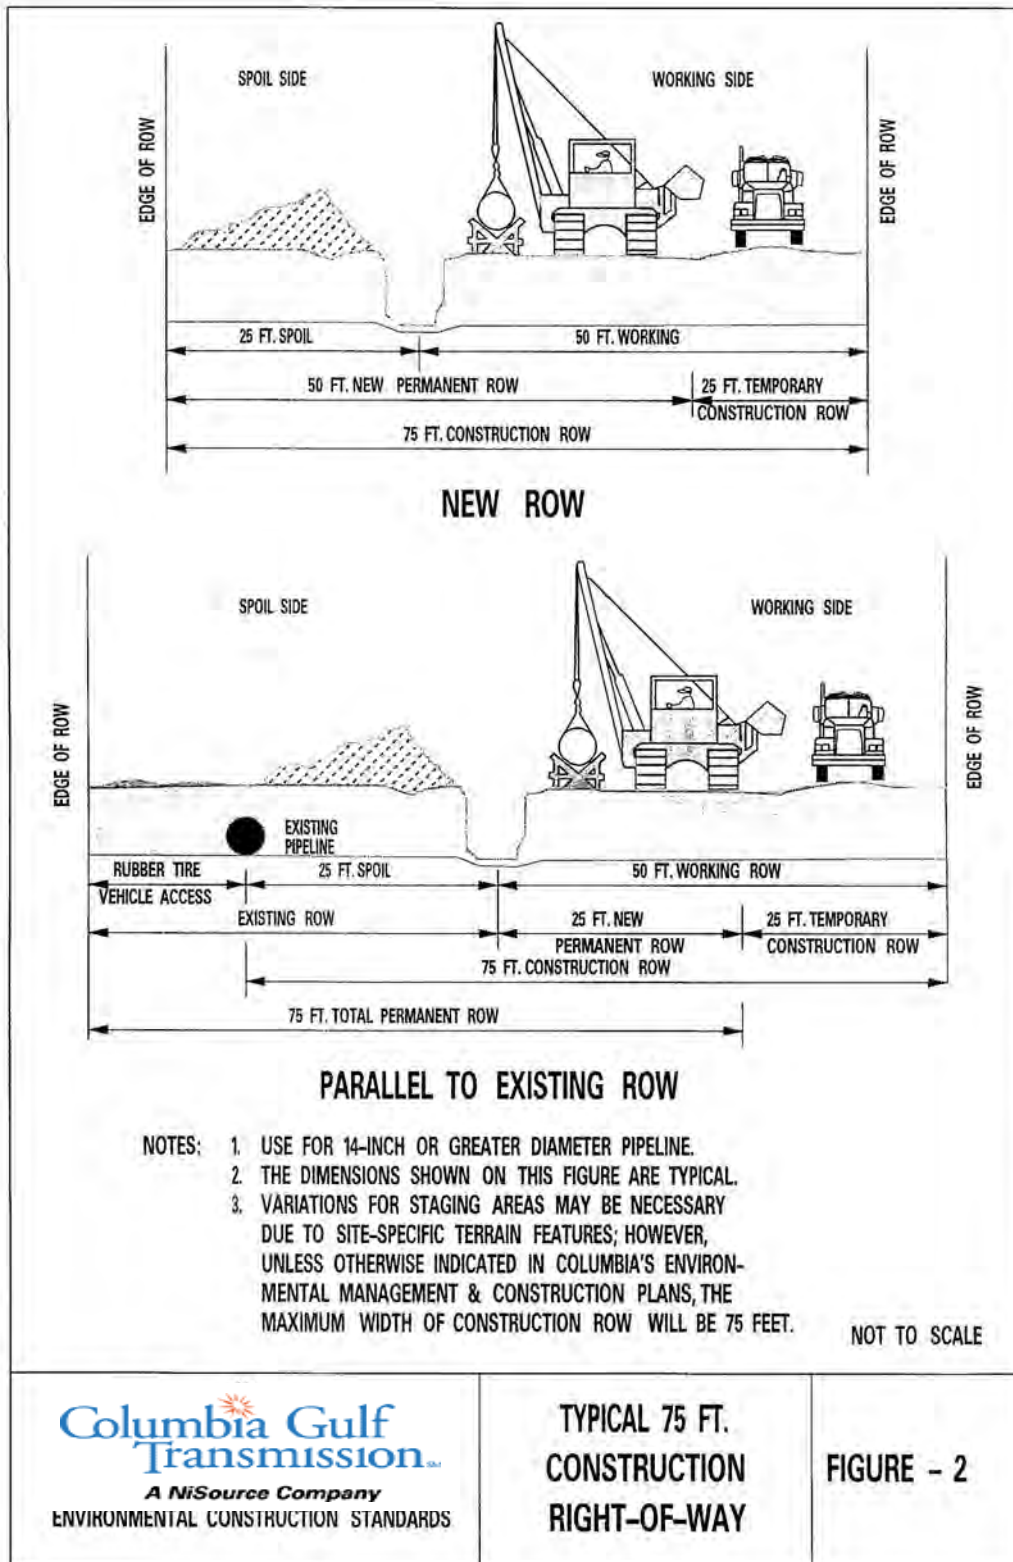 SPOIL SIDE
WORKING SIDE
EDGE OF ROW
EDGE OF ROW
25 FT. SPOIL
50 FT. WORKING
50 FT. NEW PERMANENT ROW
25 FT. TEMPORARY
CONSTRUCTION ROW
75 FT. CONSTRUCTION ROW
NEW ROW
SPOIL SIDE
WORKING SIDE
EDGE OF ROW
EDGE OF ROW
EXISTING
PIPELINE
RUBBER TIRE
VEHICLE ACCESS
25 FT. SPOIL
50 FT. WORKING ROW
EXISTING ROW
25 FT. NEW
PERMANENT ROW
25 FT. TEMPORARY
CONSTRUCTION ROW
75 FT. CONSTRUCTION ROW
75 FT. TOTAL PERMANENT ROW
PARALLEL TO EXISTING ROW
NOTES: 1. USE FOR 14-INCH OR GREATER DIAMETER PIPELINE.
2. THE DIMENSIONS SHOWN ON THIS FIGURE ARE TYPICAL.
3. VARIATIONS FOR STAGING AREAS MAY BE NECESSARY
DUE TO SITE-SPECIFIC TERRAIN FEATURES; HOWEVER,
UNLESS OTHERWISE INDICATED IN COLUMBIA'S ENVIRON-
MENTAL MANAGEMENT & CONSTRUCTION PLANS, THE
MAXIMUM WIDTH OF CONSTRUCTION ROW WILL BE 75 FEET.
NOT TO SCALE
Columbia Gulf
Transmission
A NiSource Company
ENVIRONMENTAL CONSTRUCTION STANDARDS
TYPICAL 75 FT.
CONSTRUCTION
RIGHT-OF-WAY
FIGURE - 2